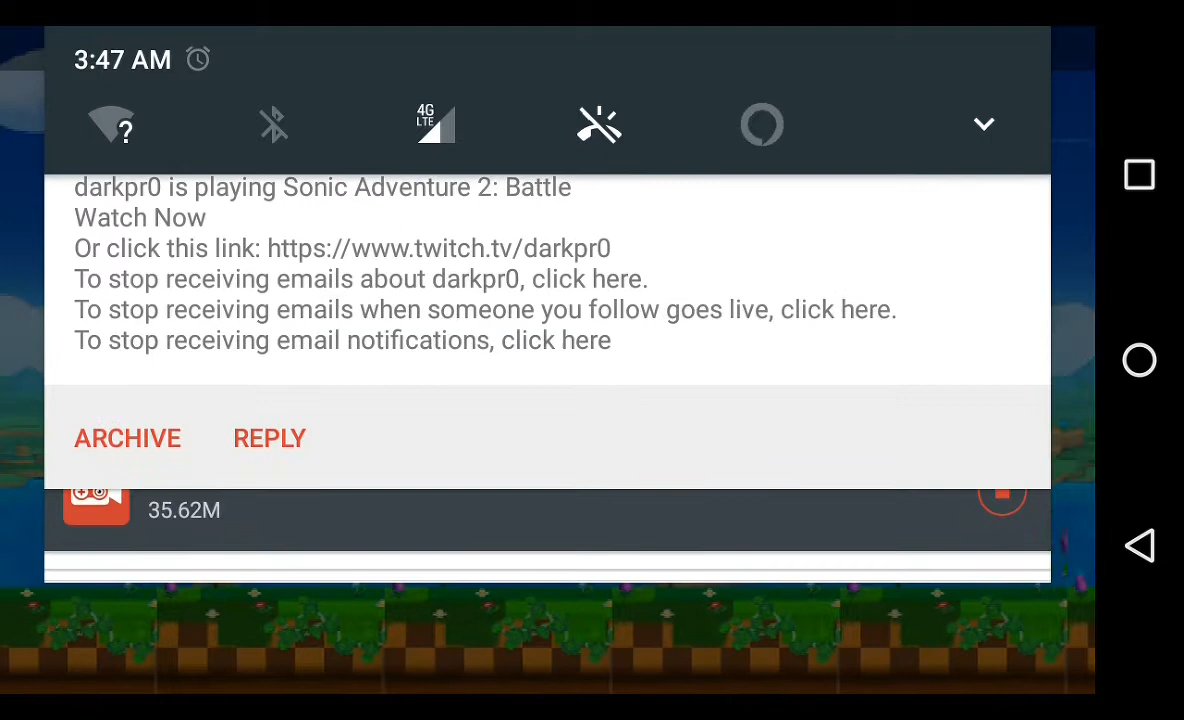 3:47 AM
?
4G
LTE
darkpr0 is playing Sonic Adventure 2: Battle
Watch Now
Or click this link: https://www.twitch.tv/darkpr0
To stop receiving emails about darkpr0, click here.
To stop receiving emails when someone you follow goes live, click here.
To stop receiving email notifications, click here
ARCHIVE REPLY
35.62M